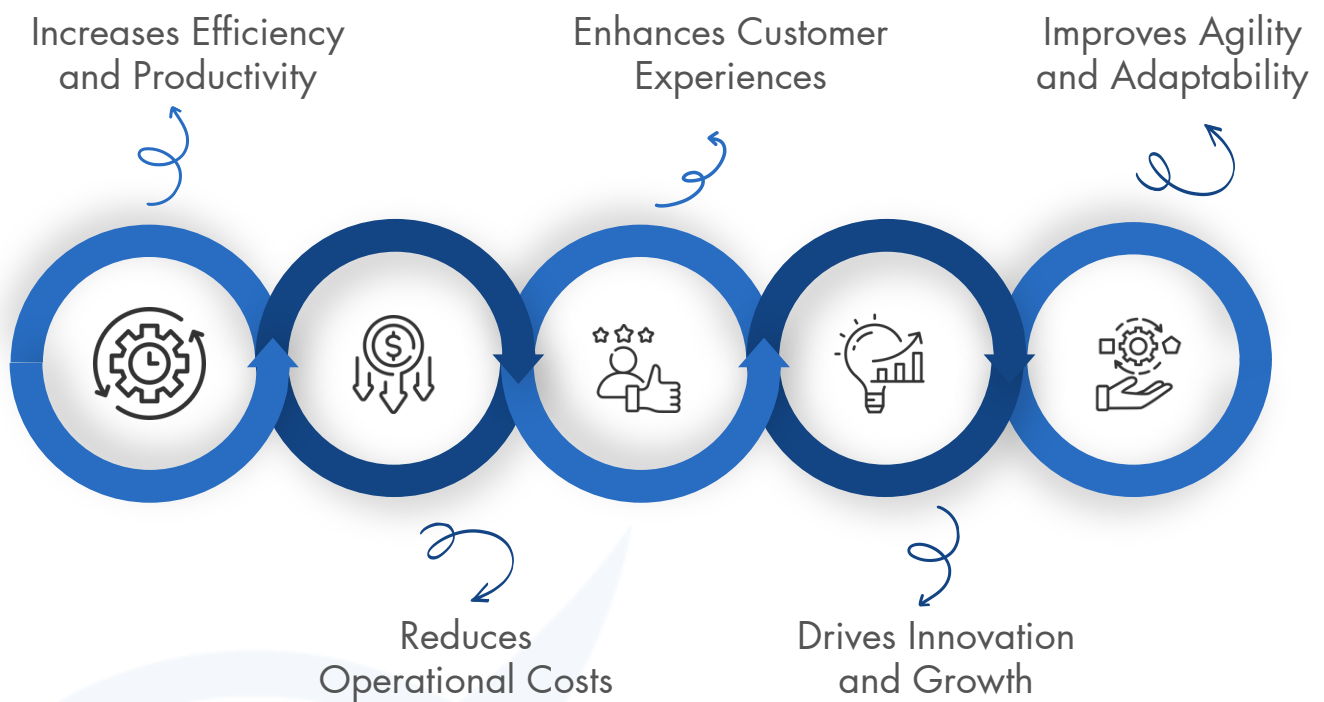 Increases Efficiency
and Productivity
Enhances Customer
Experiences
Improves Agility
and Adaptability
$
Reduces
Operational Costs
Drives Innovation
and Growth